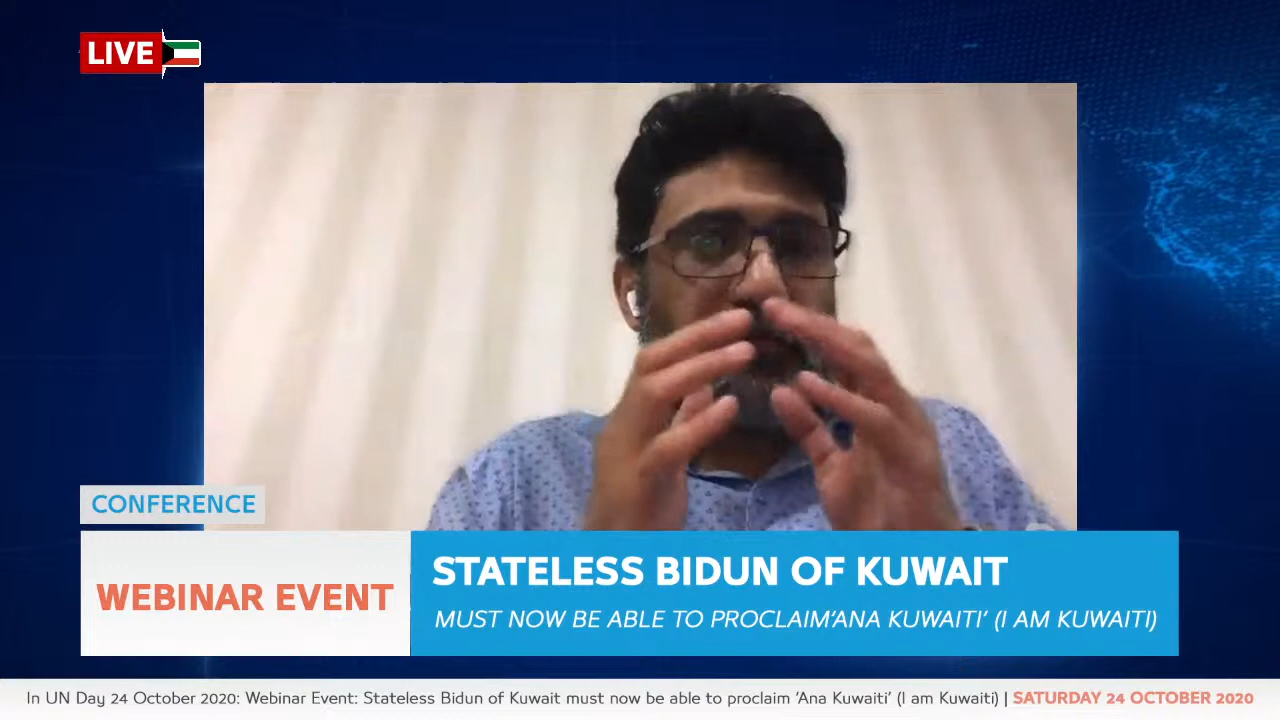 LIVE
CONFERENCE
WEBINAR EVENT
STATELESS BIDUN OF KUWAIT
MUST NOW BE ABLE TO PROCLAIM‘ANA KUWAITI’ (I AM KUWAITI)
In UN Day 24 October 2020: Webinar Event: Stateless Bidun of Kuwait must now be able to proclaim ‘Ana Kuwaiti’ (I am Kuwaiti) | SATURDAY 24 OCTOBER 2020